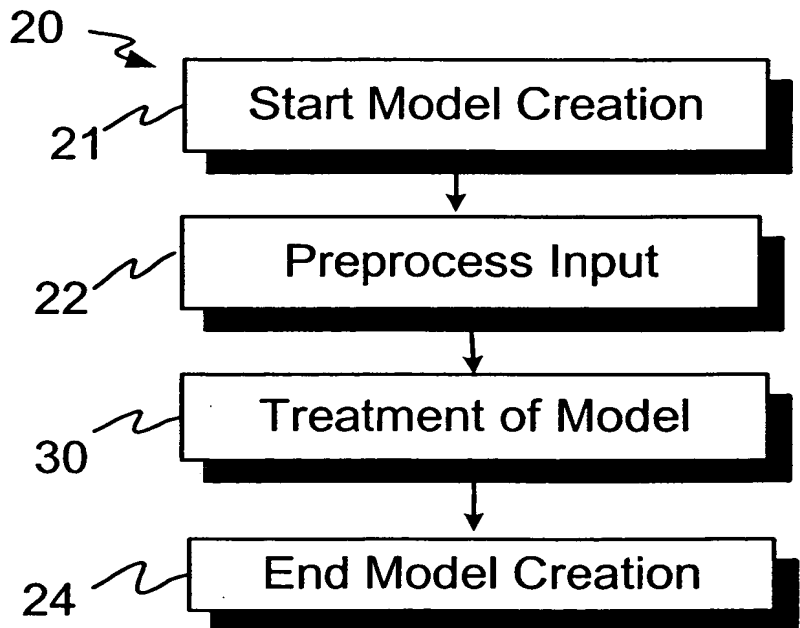 20
Start Model Creation
21
Preprocess Input
22
Treatment of Model
30
End Model Creation
24